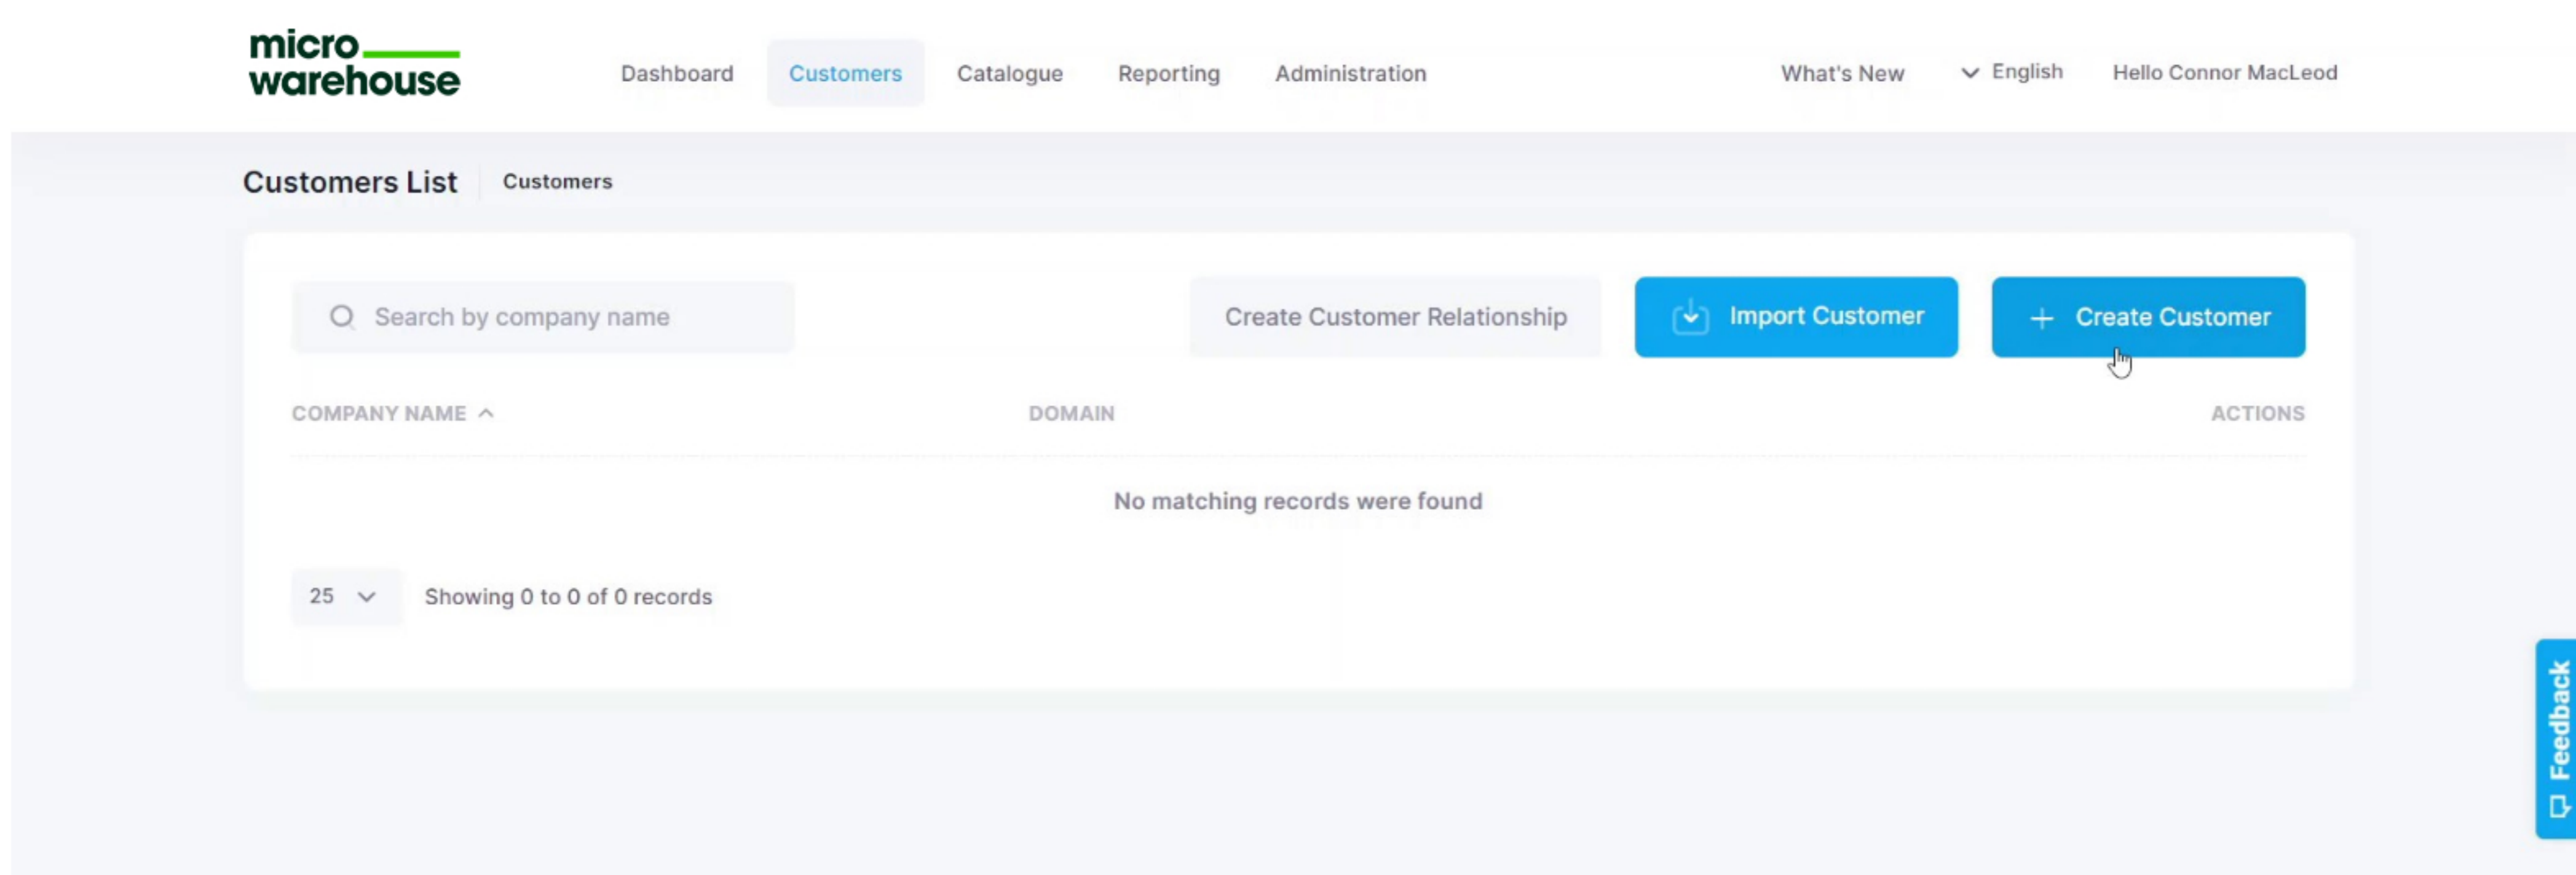 micro
warehouse
Dashboard Customers Catalogue Reporting Administration What's New English Hello Connor MacLeod
Customers List Customers
Search by company name Create Customer Relationship Import Customer + Create Customer
COMPANY NAME DOMAIN ACTIONS
No matching records were found
25 Showing 0 to 0 of 0 records
Feedback